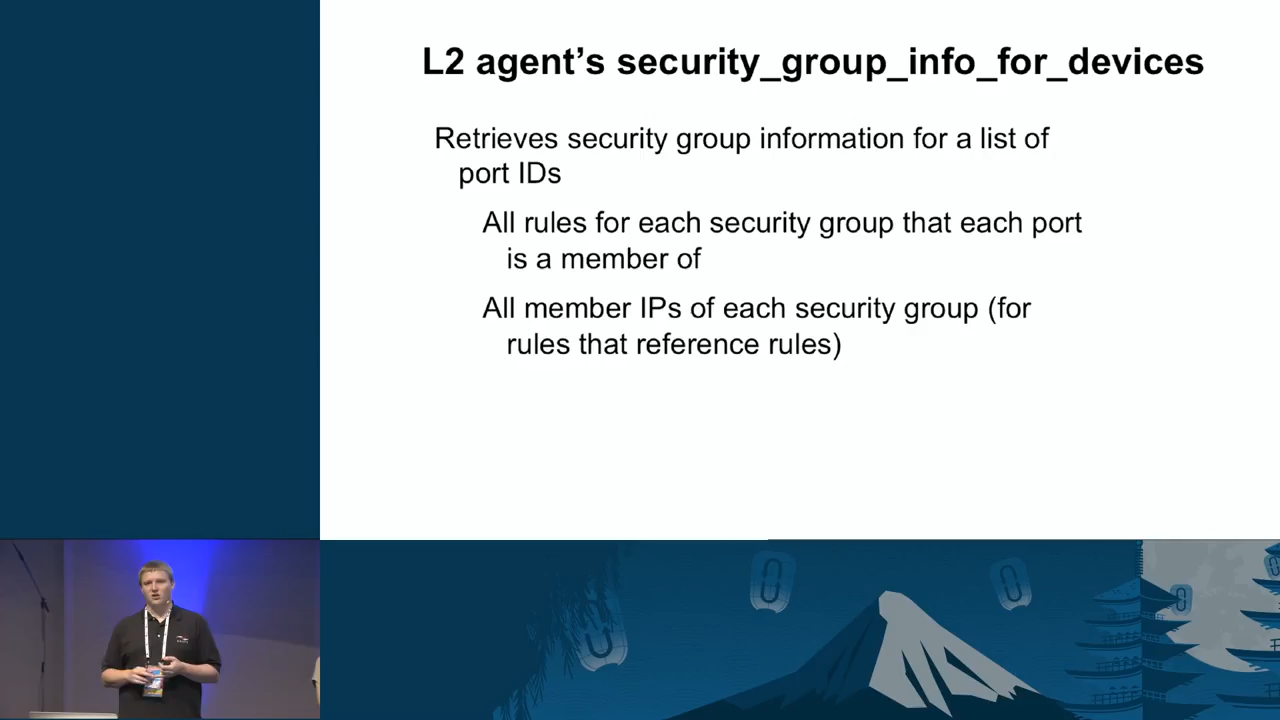 L2 agent’s security_group_info_for_devices
Retrieves security group information for a list of
port IDs
All rules for each security group that each port
is a member of
All member IPs of each security group (for
rules that reference rules)